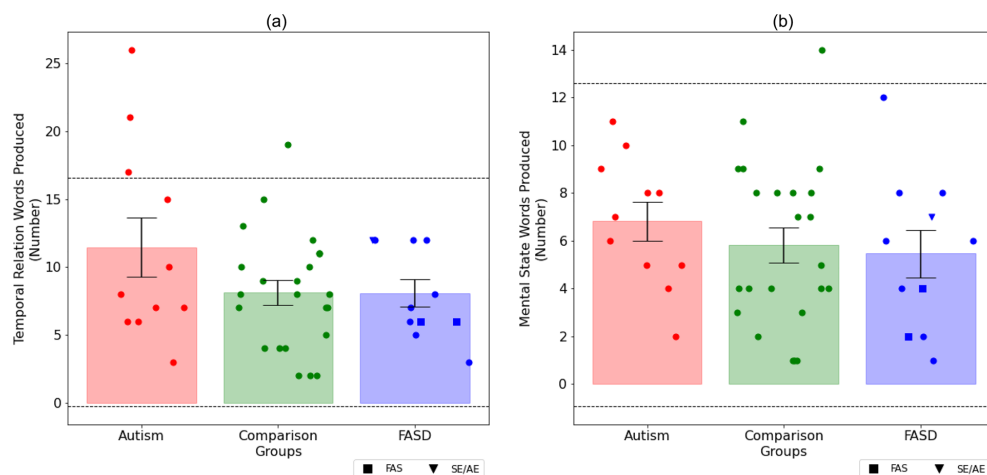 (a)
Temporal Relation Words Produced
(Number)
25
20
15
10
5
0
Autism
Comparison
FASD
Groups
FAS
SE/AE
(b)
Mental State Words Produced
(Number)
14
12
10
8
6
4
2
0
Autism
Comparison
FASD
Groups
FAS
SE/AE